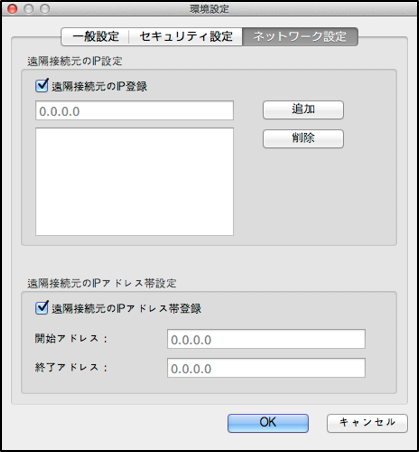 環境設定
一般設定 セキュリティ設定 ネットワーク設定
遠隔接続元のIP設定
遠隔接続元のIP登録
0.0.0.0 追加
削除
遠隔接続元のIPアドレス帯設定
遠隔接続元のIPアドレス帯登録
開始アドレス： 0.0.0.0
終了アドレス： 0.0.0.0
OK キャンセル